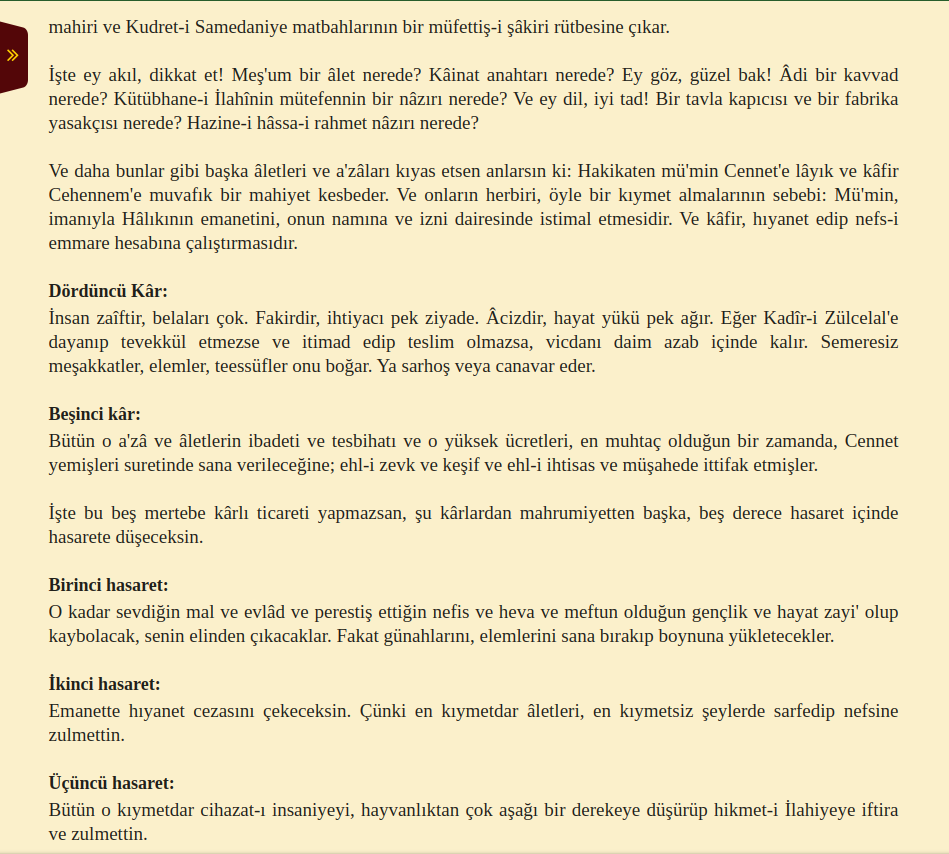 mahiri ve Kudret-i Samedaniye matbahlarının bir müfettiş-i şâkiri rütbesine çıkar.
İşte ey akıl, dikkat et! Meş'um bir âlet nerede? Kâinat anahtarı nerede? Ey göz, güzel bak! Âdi bir kavvad
nerede? Kütübhane-i İlahînin mütefennin bir nâzırı nerede? Ve ey dil, iyi tad! Bir tavla kapıcısı ve bir fabrika
yasakçısı nerede? Hazine-i hâssa-i rahmet nâzırı nerede?
Ve daha bunlar gibi başka âletleri ve a'zâları kıyas etsen anlarsın ki: Hakikaten mü'min Cennet'e lâyık ve kâfir
Cehennem'e muvafık bir mahiyet kesbeder. Ve onların herbiri, öyle bir kıymet almalarının sebebi: Mü'min,
imanıyla Hâlıkının emanetini, onun namına ve izni dairesinde istimal etmesidir. Ve kâfir, hıyanet edip nefs-i
emmare hesabına çalıştırmasıdır.
Dördüncü Kâr:
İnsan zaîftir, belaları çok. Fakirdir, ihtiyacı pek ziyade. Âcizdir, hayat yükü pek ağır. Eğer Kadîr-i Zülcelal'e
dayanıp tevekkül etmezse ve itimad edip teslim olmazsa, vicdanı daim azab içinde kalır. Semeresiz
meşakkatler, elemler, teessüfler onu boğar. Ya sarhoş veya canavar eder.
Beşinci kâr:
Bütün o a'zâ ve âletlerin ibadeti ve tesbihatı ve o yüksek ücretleri, en muhtaç olduğun bir zamanda, Cennet
yemişleri suretinde sana verileceğine; ehl-i zevk ve keşif ve ehl-i ihtisas ve müşahede ittifak etmişler.
İşte bu beş mertebe kârlı ticareti yapmazsan, şu kârlardan mahrumiyetten başka, beş derece hasaret içinde
hasarete düşeceksin.
Birinci hasaret:
O kadar sevdiğin mal ve evlâd ve perestiş ettiğin nefis ve heva ve meftun olduğun gençlik ve hayat zayi' olup
kaybolacak, senin elinden çıkacaklar. Fakat günahlarını, elemlerini sana bırakıp boynuna yükletecekler.
İkinci hasaret:
Emanette hıyanet cezasını çekeceksin. Çünki en kıymetdar âletleri, en kıymetsiz şeylerde sarfedip nefsine
zulmettin.
Üçüncü hasaret:
Bütün o kıymetdar cihazat-ı insaniyeyi, hayvanlıktan çok aşağı bir derekeye düşürüp hikmet-i İlahiyeye iftira
ve zulmettin.